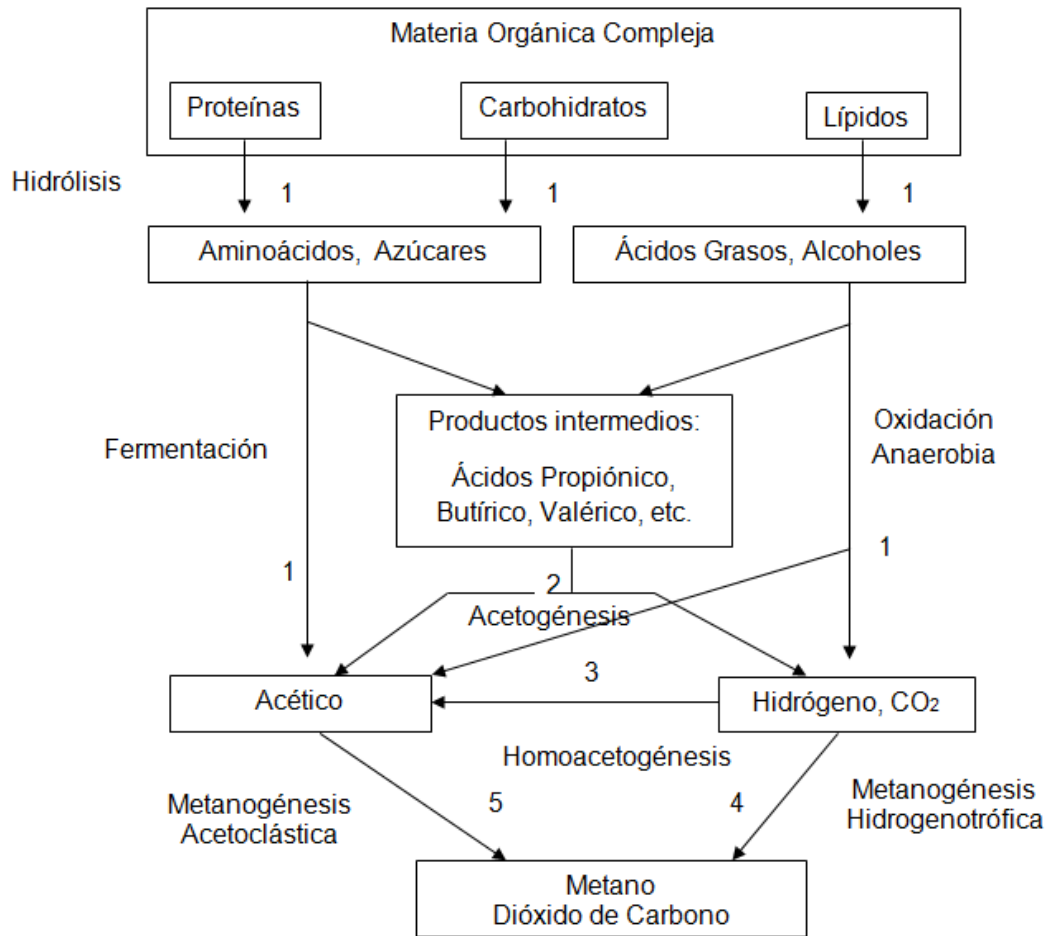 Materia Orgánica Compleja
Proteínas
Carbohidratos
Lípidos
Hidrólisis
1
1
1
Aminoácidos, Azúcares
Ácidos Grasos, Alcoholes
Productos intermedios:
Ácidos Propiónico,
Butírico, Valérico, etc.
Fermentación
Oxidación
Anaerobia
1
1
2
Acetogénesis
3
Acético
Hidrógeno, CO₂
Homoacetogénesis
Metanogénesis
Acetoclástica
5
4
Metanogénesis
Hidrogenotrófica
Metano
Dióxido de Carbono